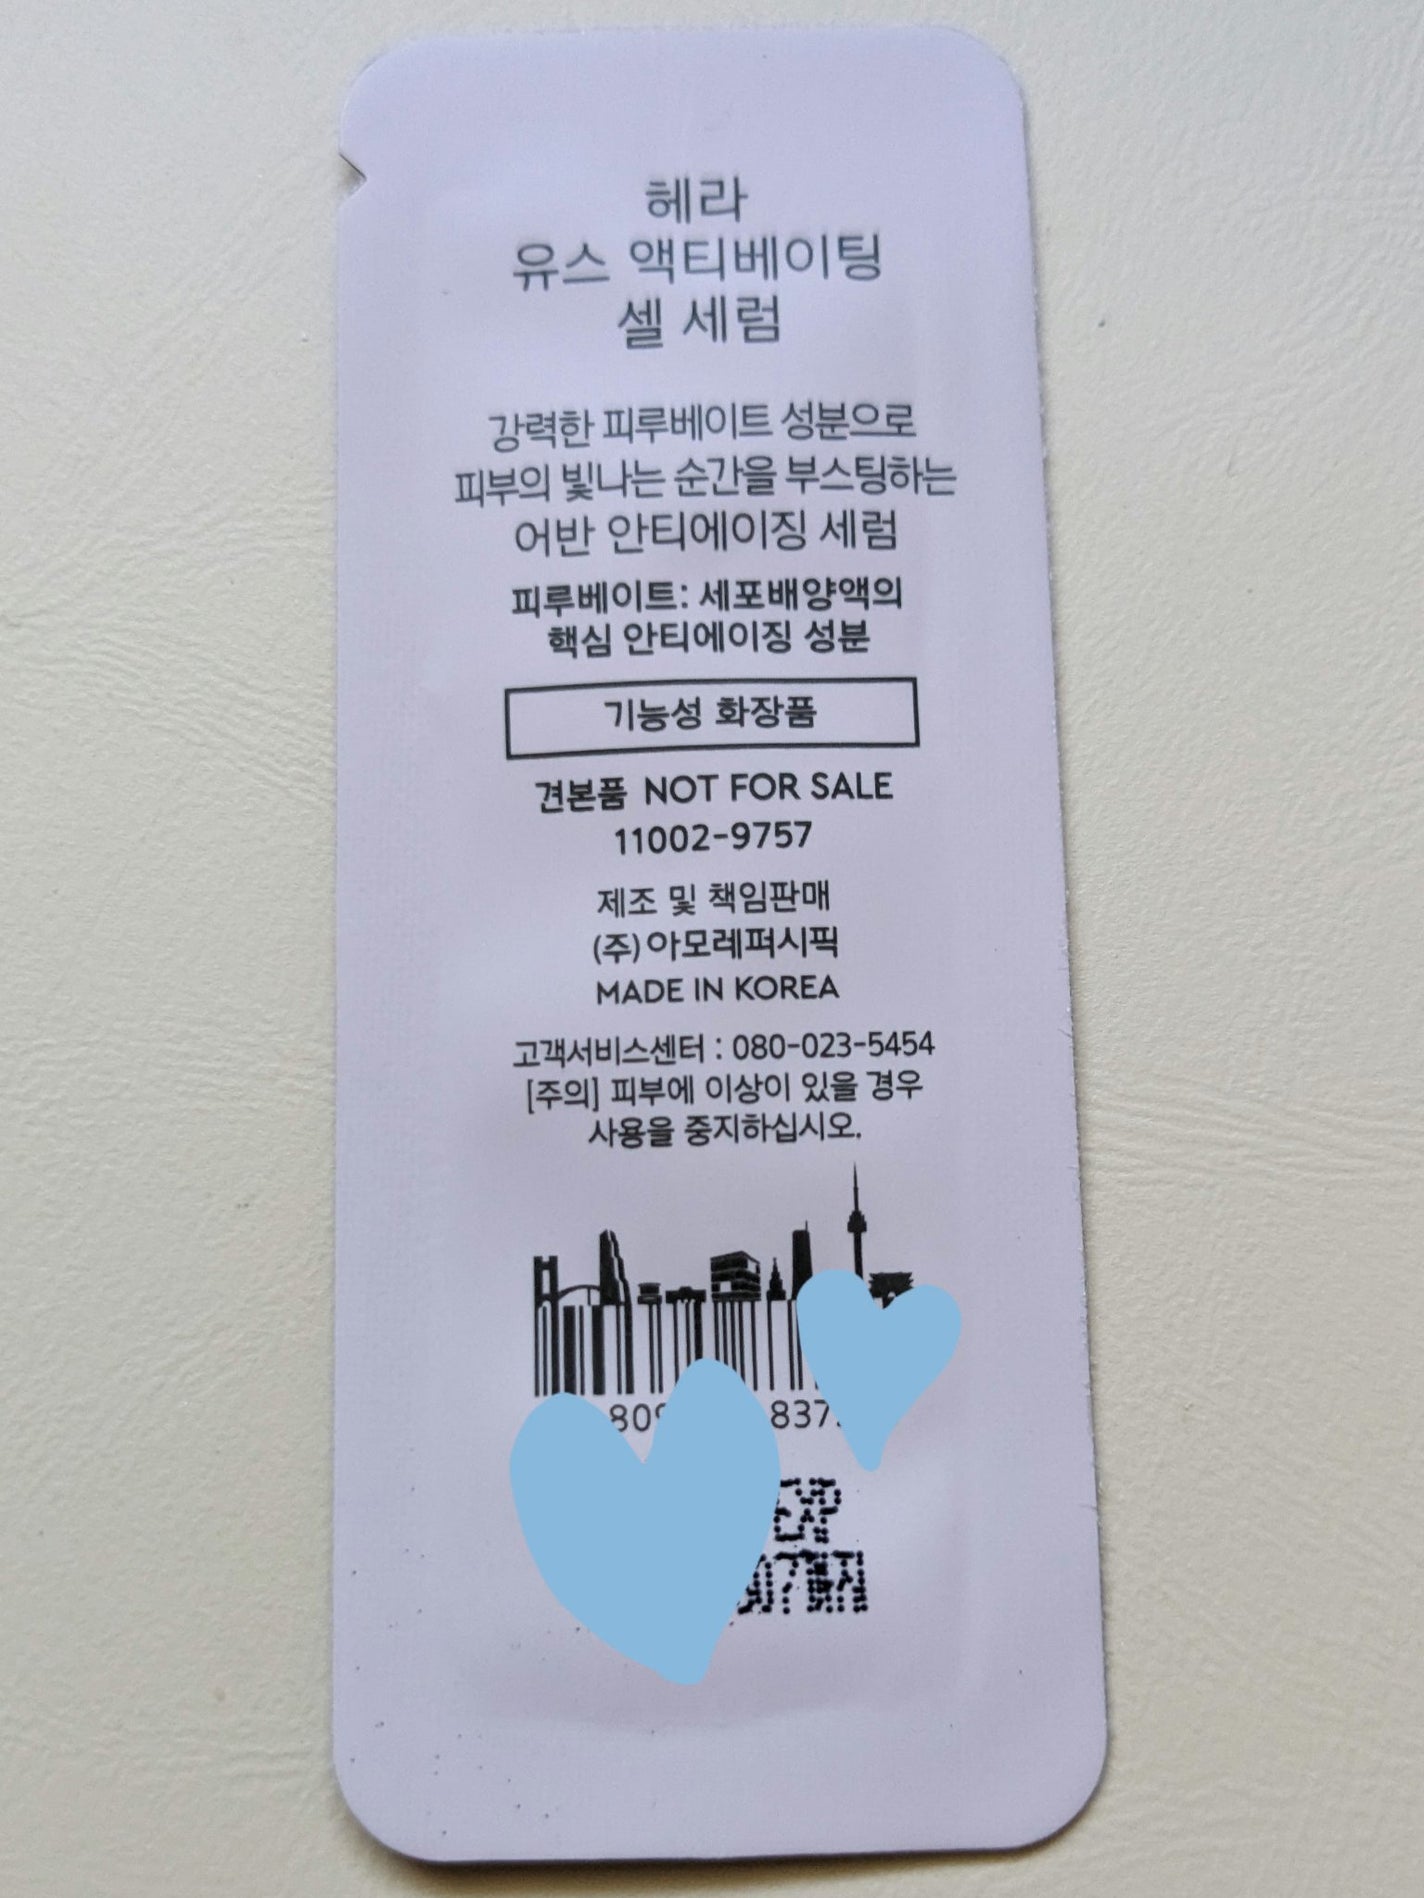 헤라
유스 액티베이팅
셀 세럼
강력한 피루베이트 성분으로
피부의 빛나는 순간을 부스팅하는
어반 안티에이징 세럼
피루베이트: 세포배양액의
핵심 안티에이징 성분
기능성 화장품
견본품 NOT FOR SALE
11002-9757
제조 및 책임판매
(주)아모레퍼시픽
MADE IN KOREA
고객서비스센터 : 080-023-5454
[주의] 피부에 이상이 있을 경우
사용을 중지하십시오.
EXP